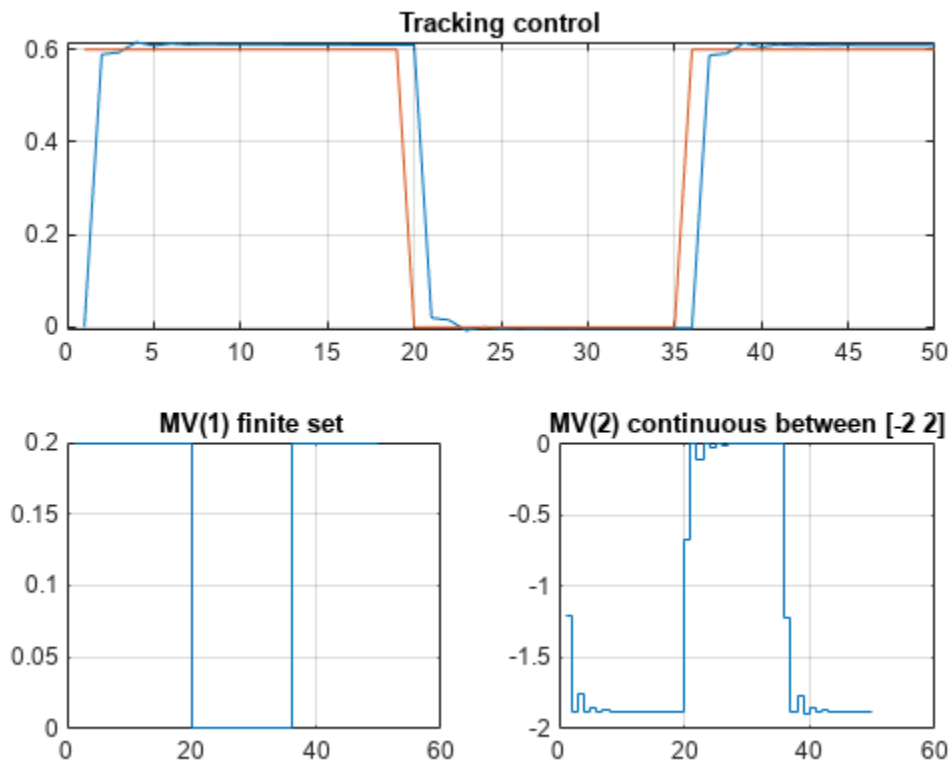 Tracking control
0.6
0.4
0.2
0
0 5 10 15 20 25 30 35 40 45 50
MV(1) finite set
0.2
0.15
0.1
0.05
0
0 20 40 60
MV(2) continuous between [-2 2]
0
-0.5
-1
-1.5
-2
0 20 40 60